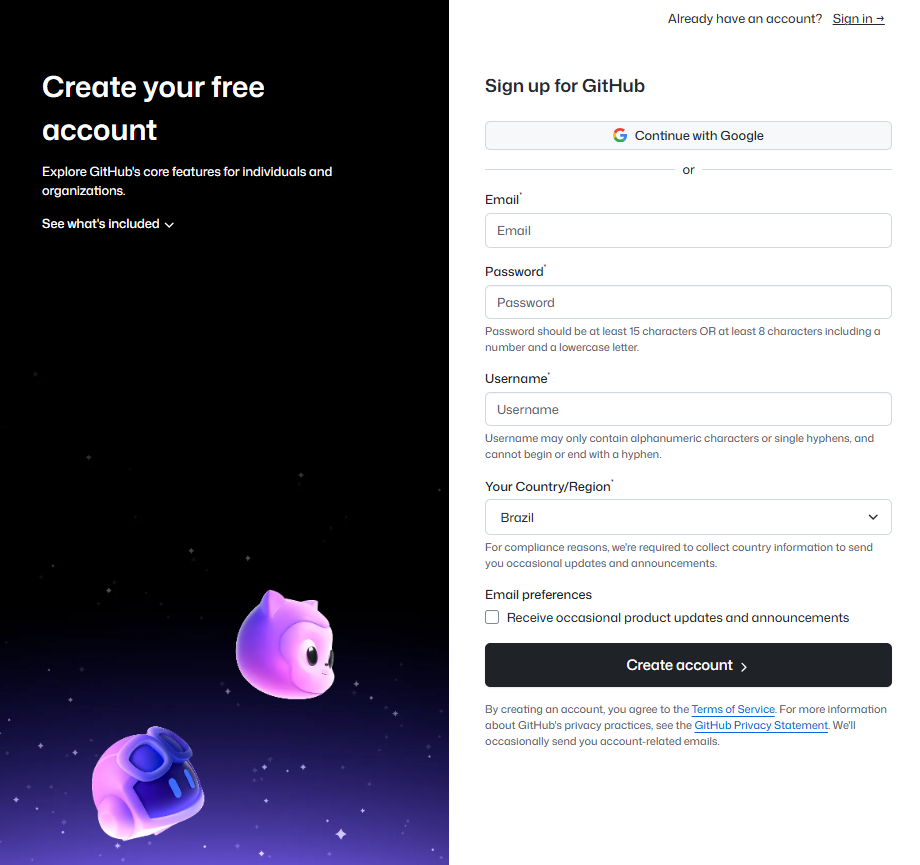 Already have an account? Sign in →
Create your free
account
Explore GitHub's core features for individuals and
organizations.
See what's included
Sign up for GitHub
Continue with Google
or
Email*
Email
Password*
Password
Password should be at least 15 characters OR at least 8 characters including a
number and a lowercase letter.
Username*
Username
Username may only contain alphanumeric characters or single hyphens, and
cannot begin or end with a hyphen.
Your Country/Region*
Brazil
For compliance reasons, we're required to collect country information to send
you occasional updates and announcements.
Email preferences
Receive occasional product updates and announcements
Create account
By creating an account, you agree to the Terms of Service. For more information
about GitHub's privacy practices, see the GitHub Privacy Statement. We'll
occasionally send you account-related emails.